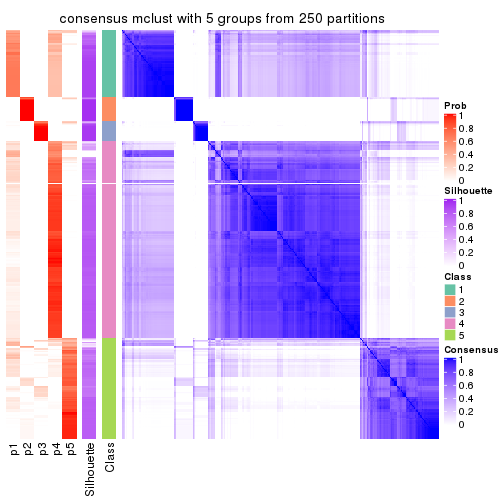 consensus mclust with 5 groups from 250 partitions
Prob
1
0.8
0.6
0.4
0.2
0
Silhouette
1
0.8
0.6
0.4
0.2
0
Class
1
2
3
4
5
Consensus
1
0.8
0.6
0.4
0.2
0
p1
p2
p3
p4
p5
Silhouette
Class